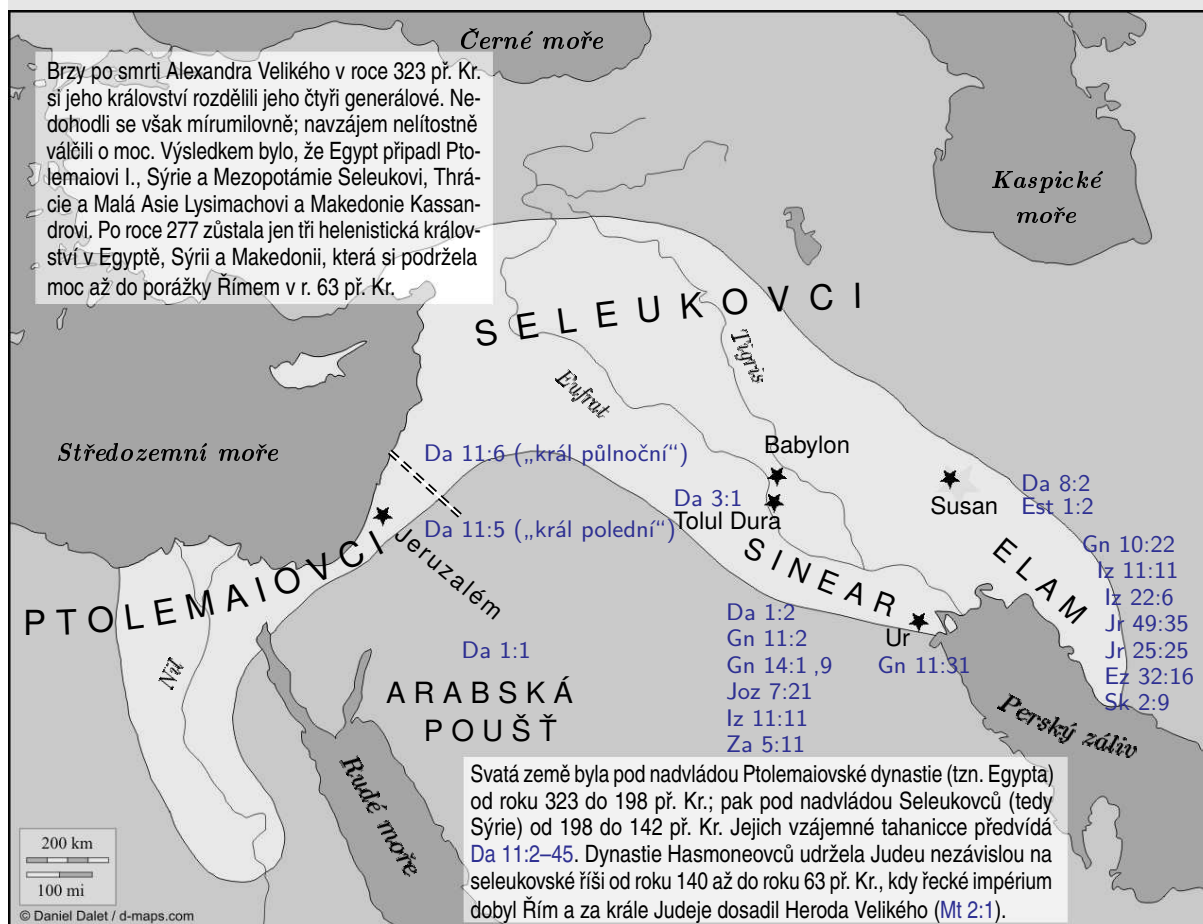 Černé moře
Brzy po smrti Alexandra Velikého v roce 323 př. Kr.
si jeho království rozdělili jeho čtyři generálové. Ne-
dohodli se však mírumilovně; navzájem nelítostně
válčili o moc. Výsledkem bylo, že Egypt připadl Pto-
lemaiovi I., Sýrie a Mezopotámie Seleukovi, Thrá-
cie a Malá Asie Lysimachovi a Makedonie Kassan-
drovi. Po roce 277 zůstala jen tři helenistická králov-
ství v Egyptě, Sýrii a Makedonii, která si podržela
moc až do porážky Římem v r. 63 př. Kr.
Kaspické
moře
SELEUKOVCI
Tigris
Eufrat
Středozemní moře
Da 11:6 („král půlnoční“)
Babylon
Da 3:1
Tolul Dura
Susan
Da 8:2
Est 1:2
Da 11:5 („král polední“)
Jeruzalém
PTOLEMAIOVCI
SINEAR
ELAM
Gn 10:22
Iz 11:11
Iz 22:6
Jr 49:35
Jr 25:25
Ez 32:16
Sk 2:9
Nil
Da 1:1
ARABSKÁ
POUŠŤ
Da 1:2
Gn 11:2
Gn 14:1 ,9
Joz 7:21
Iz 11:11
Za 5:11
Ur
Gn 11:31
Perský záliv
Rudé moře
Svatá země byla pod nadvládou Ptolemaiovské dynastie (tzn. Egypta)
od roku 323 do 198 př. Kr.; pak pod nadvládou Seleukovců (tedy
Sýrie) od 198 do 142 př. Kr. Jejich vzájemné tahanicce předvídá
Da 11:2–45. Dynastie Hasmoneovců udržela Judeu nezávislou na
seleukovské říši od roku 140 až do roku 63 př. Kr., kdy řecké impérium
dobyl Řím a za krále Judeje dosadil Heroda Velikého (Mt 2:1).
200 km
100 mi
© Daniel Dalet / d-maps.com